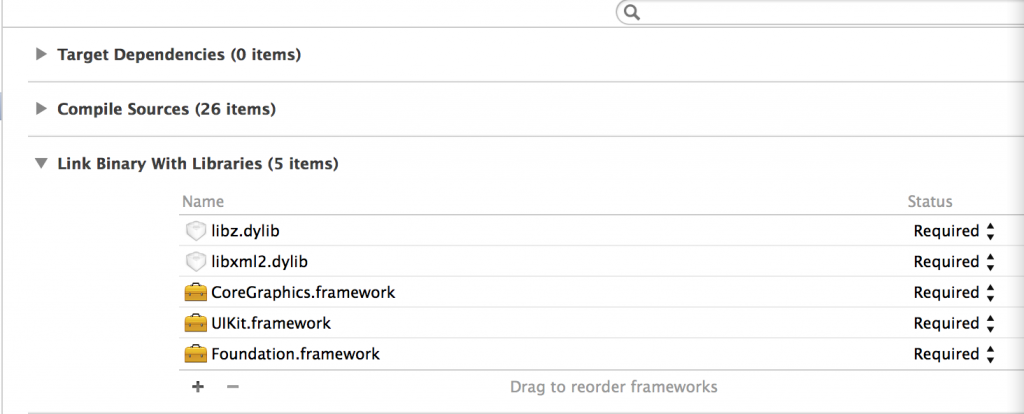 Target Dependencies (0 items)
Compile Sources (26 items)
Link Binary With Libraries (5 items)
Name Status
libz.dylib Required
libxml2.dylib Required
CoreGraphics.framework Required
UIKit.framework Required
Foundation.framework Required
+ − Drag to reorder frameworks